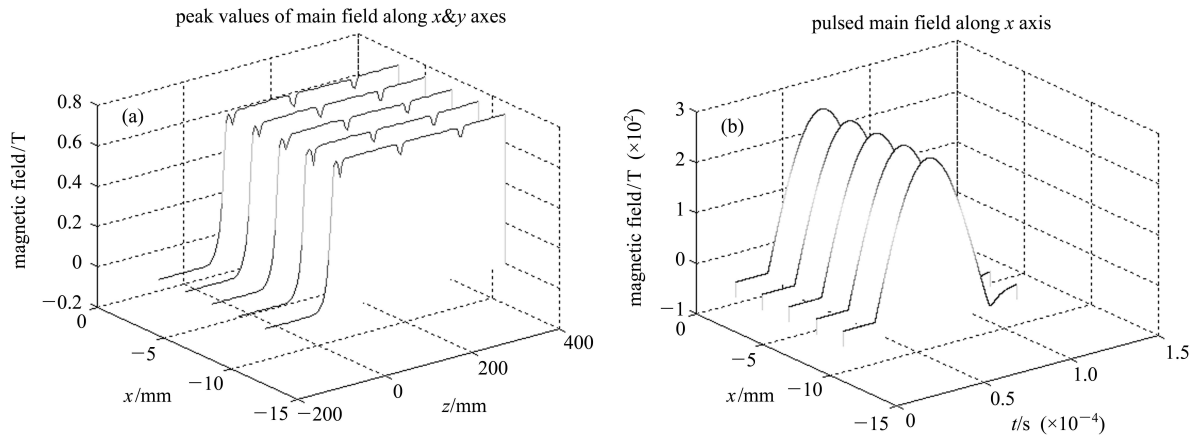 peak values of main field along x&y axes
(a)
magnetic field/T
0.8
0.6
0.4
0.2
0
−0.2
0
−5
−10
−15
x/mm
−200
0
200
400
z/mm
pulsed main field along x axis
(b)
magnetic field/T (×10²)
3
2
1
0
−1
0
−5
−10
−15
x/mm
0
0.5
1.0
1.5
t/s (×10⁻⁴)